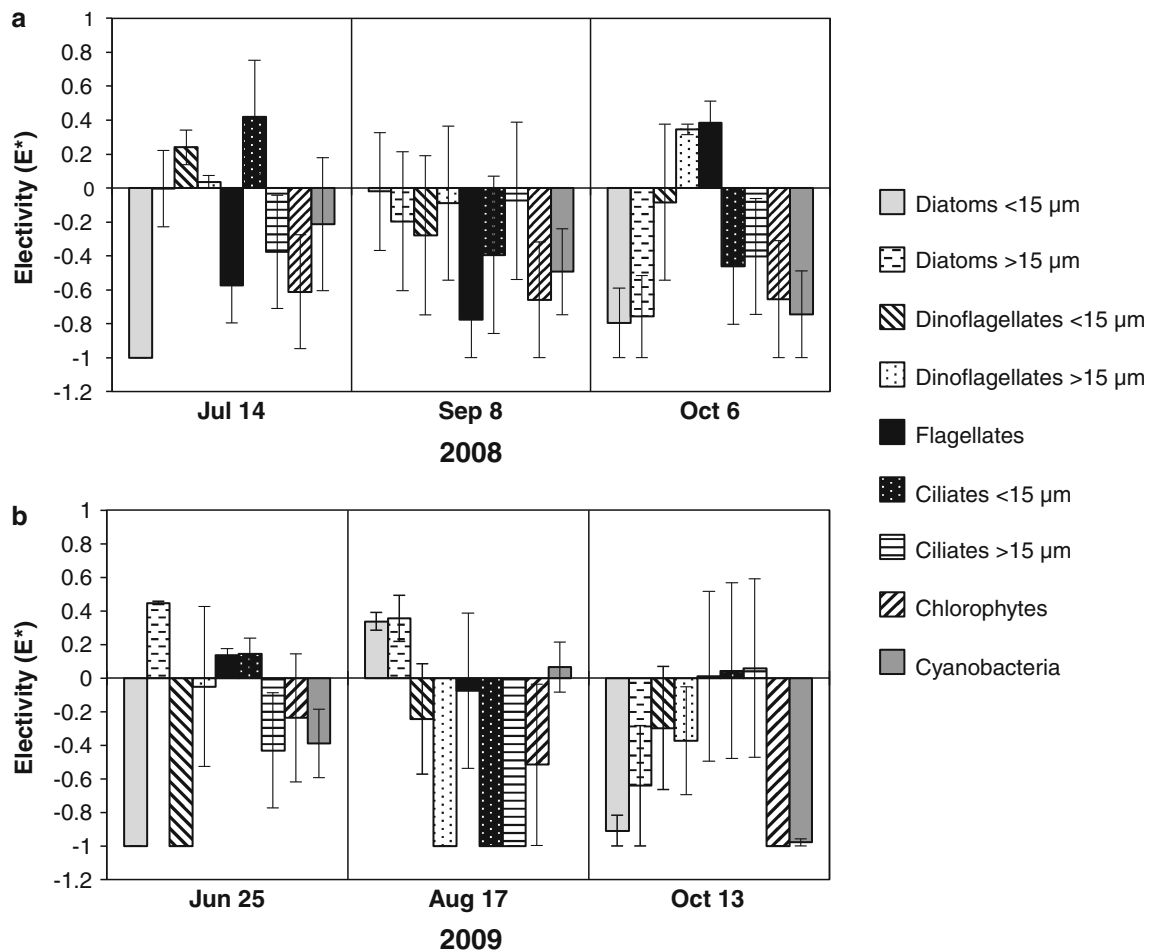 a
1
0.8
0.6
0.4
0.2
0
-0.2
-0.4
-0.6
-0.8
-1
-1.2
Electivity (E*)
Jul 14 Sep 8 Oct 6
2008
b
1
0.8
0.6
0.4
0.2
0
-0.2
-0.4
-0.6
-0.8
-1
-1.2
Electivity (E*)
Jun 25 Aug 17 Oct 13
2009
Diatoms <15 µm
Diatoms >15 µm
Dinoflagellates <15 µm
Dinoflagellates >15 µm
Flagellates
Ciliates <15 µm
Ciliates >15 µm
Chlorophytes
Cyanobacteria